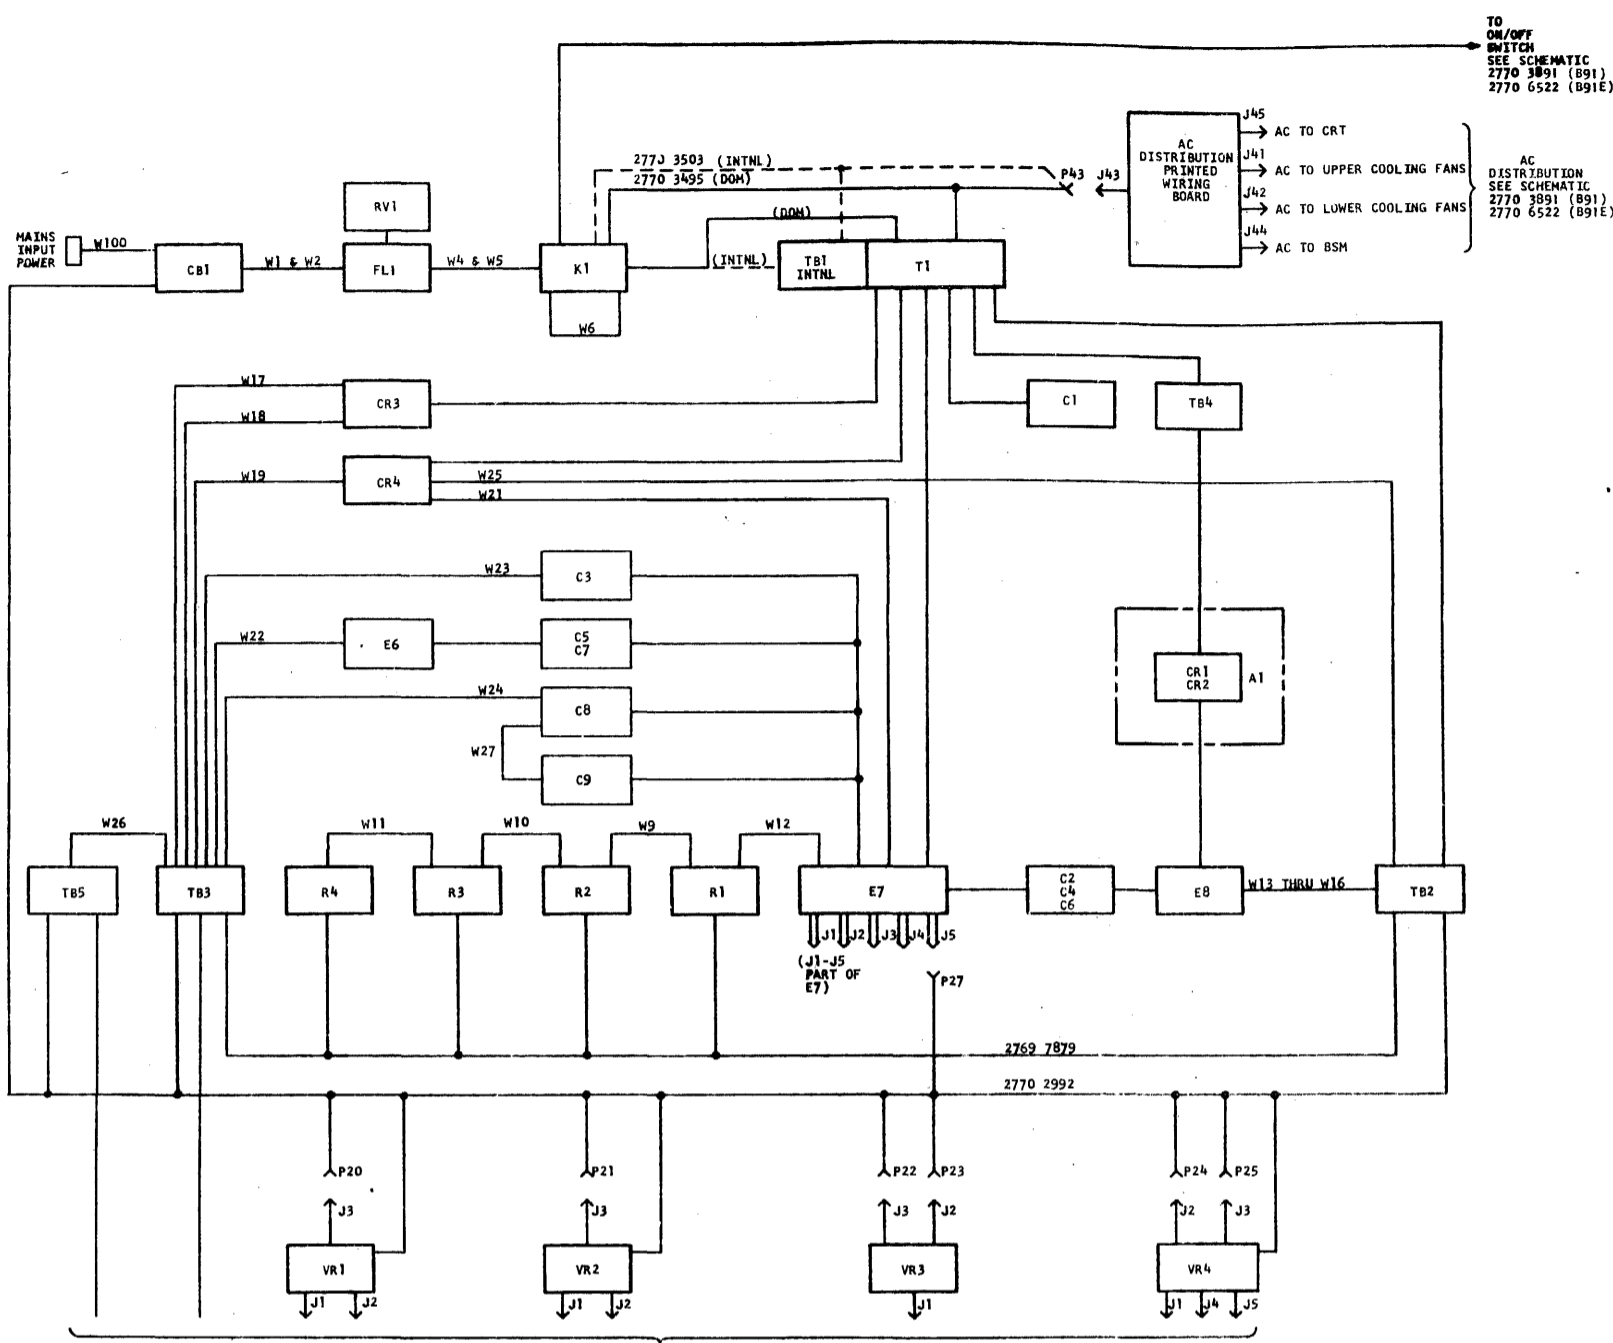 TO
ON/OFF
SWITCH
SEE SCHEMATIC
2770 3891 (B91)
2770 6522 (B91E)
J45
AC TO CRT
AC
DISTRIBUTION
PRINTED
WIRING
BOARD
J41
AC TO UPPER COOLING FANS
J42
AC TO LOWER COOLING FANS
J44
AC TO BSM
AC
DISTRIBUTION
SEE SCHEMATIC
2770 3891 (B91)
2770 6522 (B91E)
277J 3503 (INTNL)
2770 3495 (DOM)
P43
J43
RV1
(DOM)
MAINS
INPUT
POWER
W100
CB1
W1 & W2
FL1
W4 & W5
K1
(INTNL)
TB1
INTNL
T1
W6
W17
CR3
W18
C1
TB4
W19
CR4
W25
W21
W23
C3
W22
E6
C5
C7
W24
C8
W27
C9
CR1
CR2
A1
W26
W11
W10
W9
W12
TB5
TB3
R4
R3
R2
R1
E7
C2
C4
C6
E8
W13 THRU W16
TB2
J1
J2
J3
J4
J5
(J1-J5
PART OF
E7)
P27
2769 7879
2770 2992
P20
P21
P22
P23
P24
P25
J3
J3
J3
J2
J2
J3
VR1
VR2
VR3
VR4
J1
J2
J1
J2
J1
J1
J4
J5